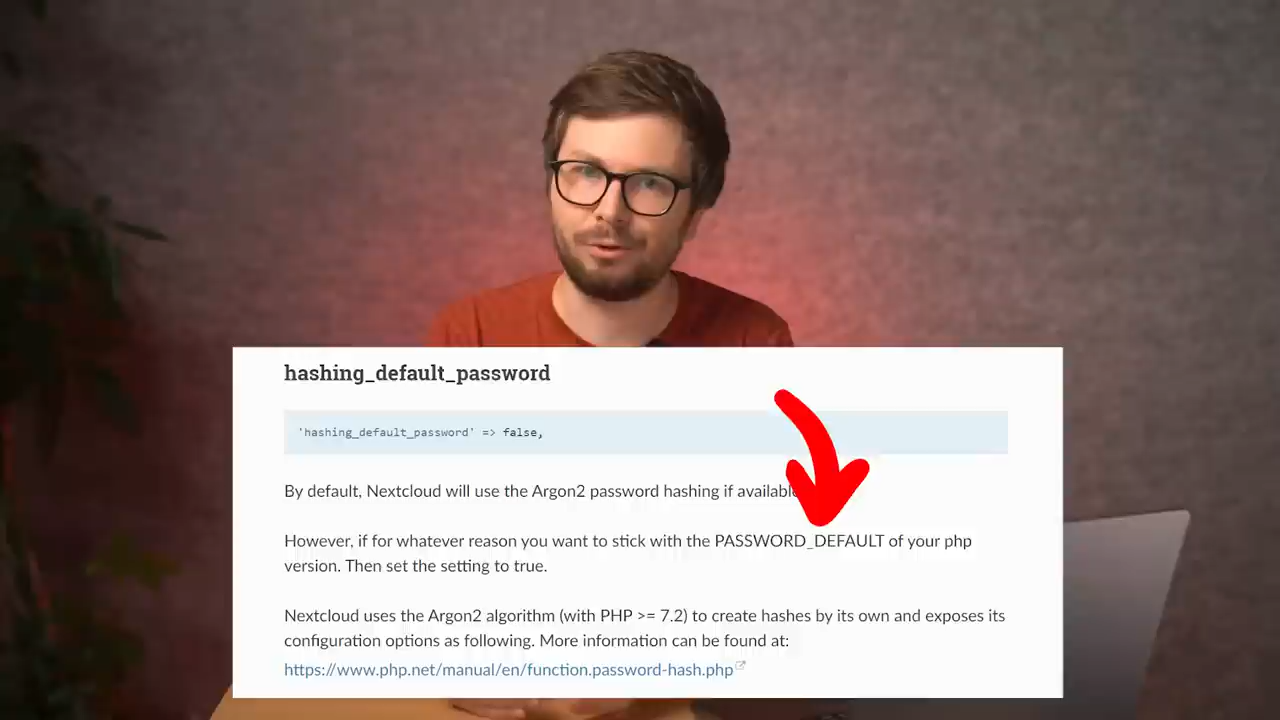 hashing_default_password
'hashing_default_password' => false,
By default, Nextcloud will use the Argon2 password hashing if available
However, if for whatever reason you want to stick with the PASSWORD_DEFAULT of your php
version. Then set the setting to true.
Nextcloud uses the Argon2 algorithm (with PHP >= 7.2) to create hashes by its own and exposes its
configuration options as following. More information can be found at:
https://www.php.net/manual/en/function.password-hash.php